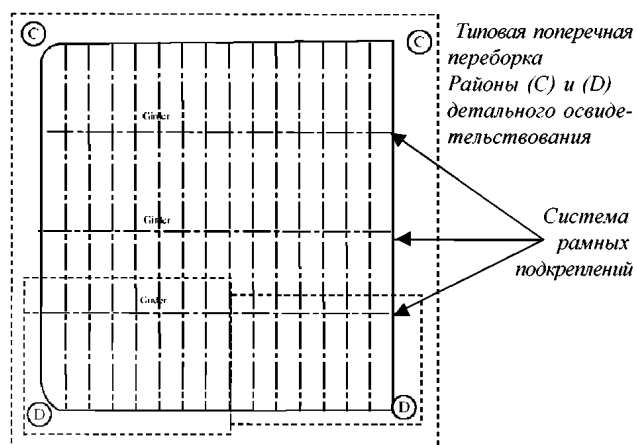 C
C
Типовая поперечная
переборка
Районы (C) и (D)
детального освиде-
тельствования
Girder
Girder
Система
рамных
подкреплений
Girder
D
D